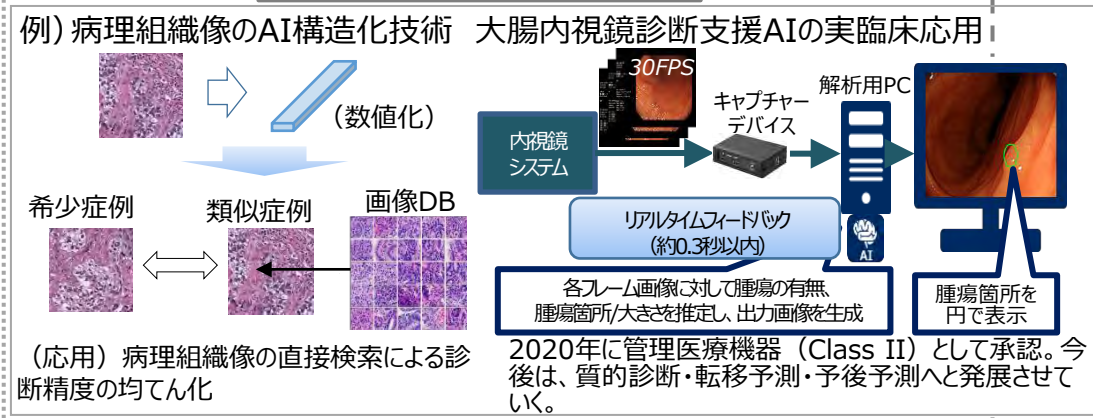 例）病理組織像のAI構造化技術
（数値化）
希少症例
類似症例
画像DB
（応用）病理組織像の直接検索による診
断精度の均てん化
大腸内視鏡診断支援AIの実臨床応用
30FPS
内視鏡
システム
キャプチャー
デバイス
解析用PC
リアルタイムフィードバック
(約0.3秒以内)
AI
各フレーム画像に対して腫瘍の有無、
腫瘍箇所/大きさを推定し、出力画像を生成
腫瘍箇所を
円で表示
2020年に管理医療機器（Class II）として承認。今
後は、質的診断・転移予測・予後予測へと発展させて
いく。